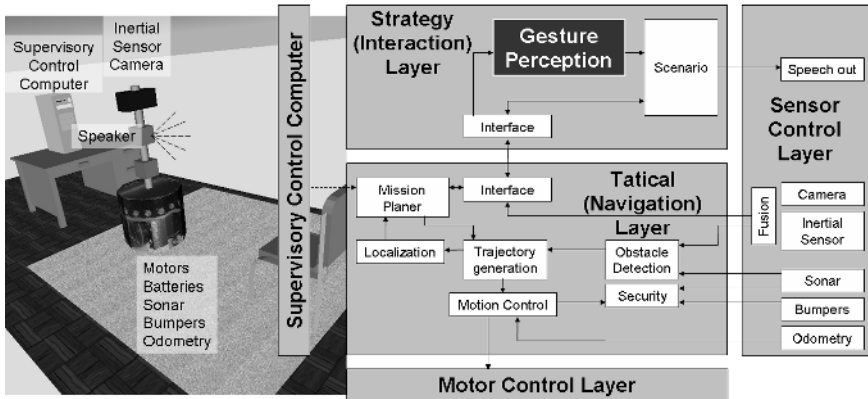 Supervisory
Control
Computer
Inertial
Sensor
Camera
Speaker
Motors
Batteries
Sonar
Bumpers
Odometry
Supervisory Control Computer
Strategy
(Interaction)
Layer
Gesture
Perception
Scenario
Interface
Tatical
(Navigation)
Layer
Mission
Planer
Interface
Localization
Trajectory
generation
Obstacle
Detection
Motion Control
Security
Motor Control Layer
Speech out
Sensor
Control
Layer
Fusion
Camera
Inertial
Sensor
Sonar
Bumpers
Odometry